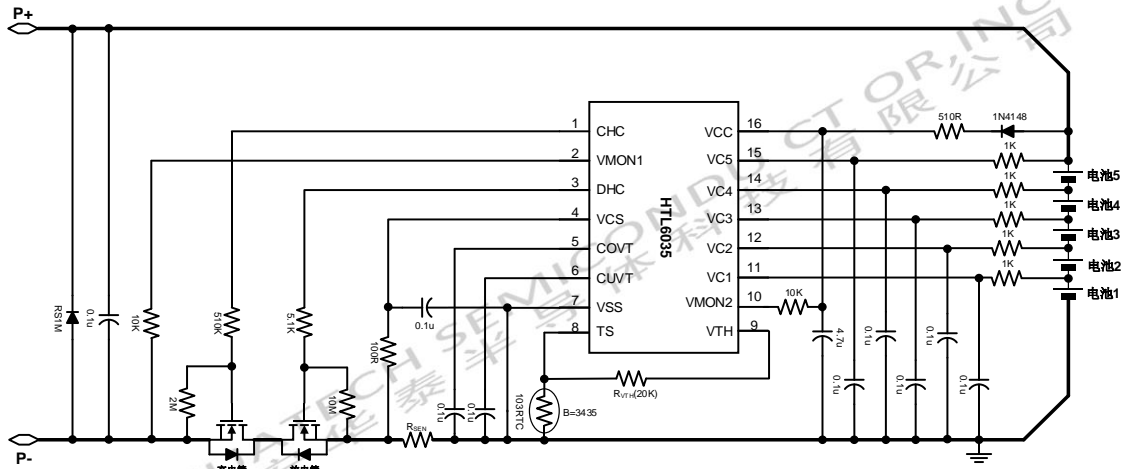 P+
1 CHC
2 VMON1
3 DHC
4 VCS
5 COVT
6 CUVT
7 VSS
8 TS
HTL6035
VCC 16
VC5 15
VC4 14
VC3 13
VC2 12
VC1 11
VMON2 10
VTH 9
510R
1N4148
1K
1K
1K
1K
1K
电池5
电池4
电池3
电池2
电池1
10K
RS1M
0.1u
10K
510K
5.1K
2M
10M
100R
0.1u
0.1u
0.1u
103RTC
B=3435
RVTH(20K)
4.7u
0.1u
0.1u
0.1u
0.1u
0.1u
RSEN
P-